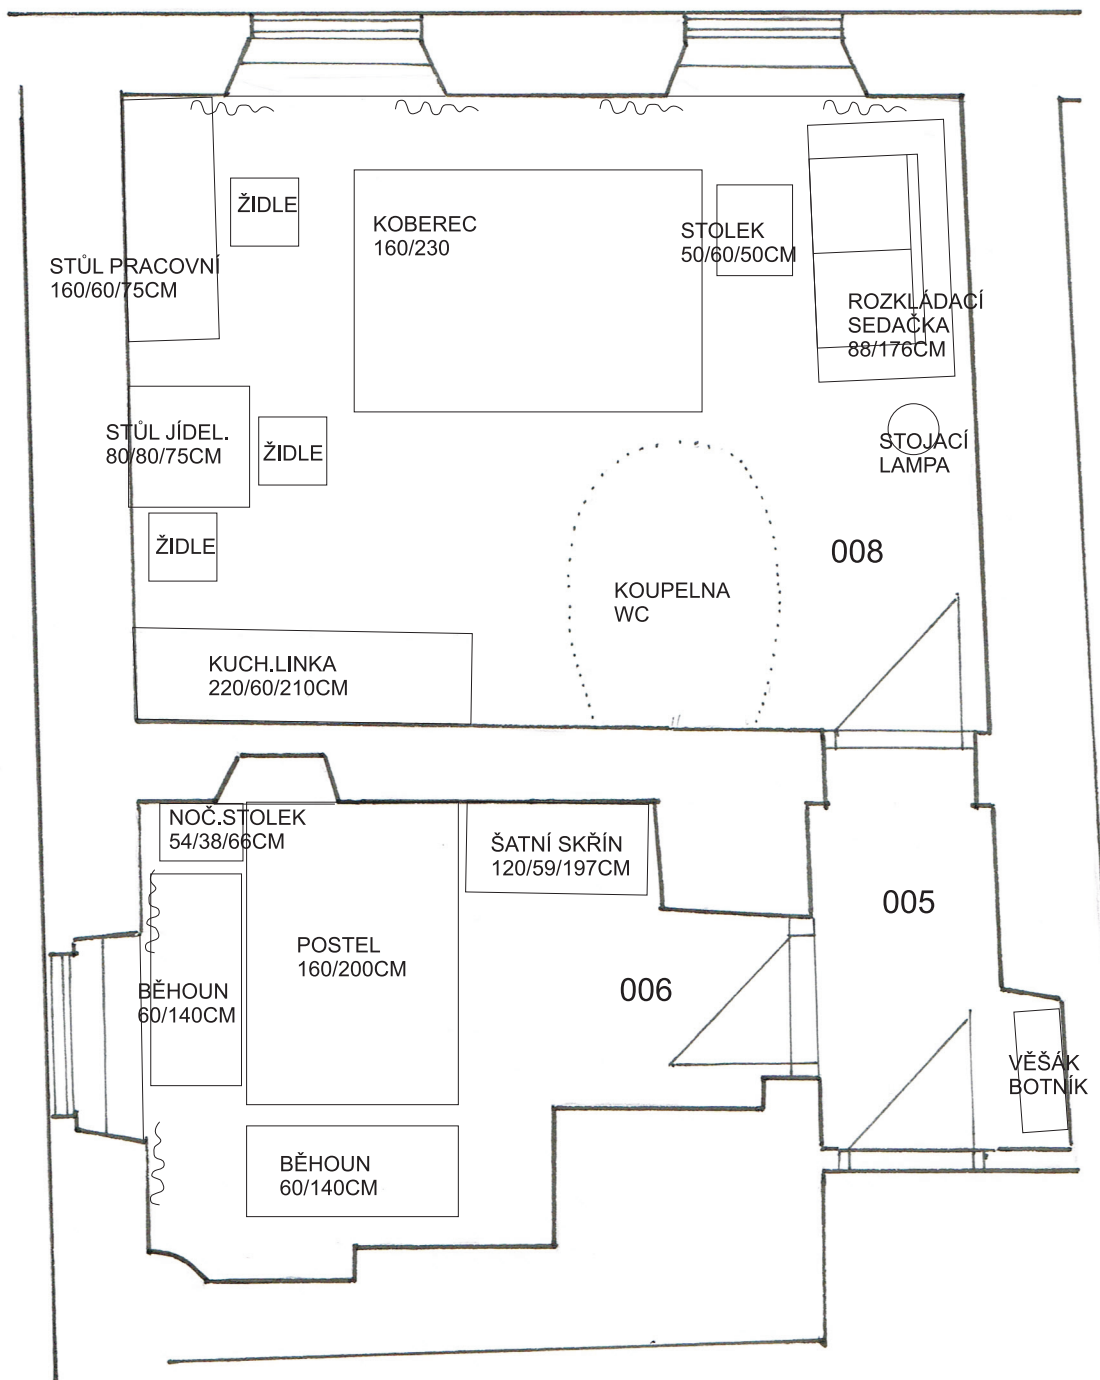 ŽIDLE
KOBEREC
160/230
STOLEK
50/60/50CM
STŮL PRACOVNÍ
160/60/75CM
ROZKLÁDACÍ
SEDAČKA
88/176CM
STŮL JÍDEL.
80/80/75CM
ŽIDLE
STOJACÍ
LAMPA
ŽIDLE
008
KOUPELNA
WC
KUCH.LINKA
220/60/210CM
NOČ.STOLEK
54/38/66CM
ŠATNÍ SKŘÍN
120/59/197CM
005
POSTEL
160/200CM
006
BĚHOUN
60/140CM
VĚŠÁK
BOTNÍK
BĚHOUN
60/140CM